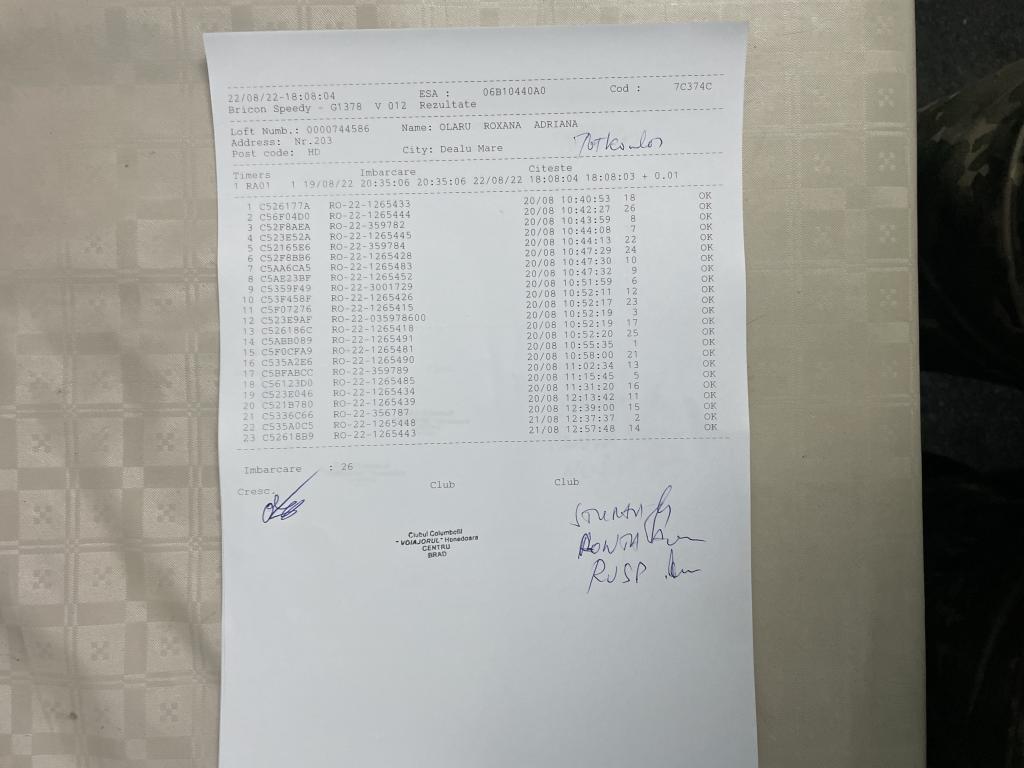 22/08/22-18:08:04 ESA : 06B10440A0 Cod : 7C374C
Bricon Speedy - G1378 V 012 Rezultate
Loft Numb.: 0000744586 Name: OLARU ROXANA ADRIANA
Address: Nr.203
Post code: HD City: Dealu Mare
Timers Imbarcare Citeste
1 RA01 1 19/08/22 20:35:06 20:35:06 22/08/22 18:08:04 18:08:03 + 0.01
1 C526177A RO-22-1265433 20/08 10:40:53 18 OK
2 C56F04D0 RO-22-1265444 20/08 10:42:27 26 OK
3 C52F8AEA RO-22-359782 20/08 10:43:59 8 OK
4 C523E52A RO-22-1265445 20/08 10:44:08 7 OK
5 C52165E6 RO-22-359784 20/08 10:44:13 22 OK
6 C52F8BB6 RO-22-1265428 20/08 10:47:29 24 OK
7 C5AA6CA5 RO-22-1265483 20/08 10:47:30 10 OK
8 C5AE23BF RO-22-1265452 20/08 10:47:32 9 OK
9 C5359F49 RO-22-3001729 20/08 10:51:59 6 OK
10 C53F458F RO-22-1265426 20/08 10:52:11 12 OK
11 C5F07276 RO-22-1265415 20/08 10:52:17 23 OK
12 C523E9AF RO-22-035978600 20/08 10:52:19 3 OK
13 C526186C RO-22-1265418 20/08 10:52:19 17 OK
14 C5ABB089 RO-22-1265491 20/08 10:52:20 25 OK
15 C5F0CFA9 RO-22-1265481 20/08 10:55:35 1 OK
16 C535A2E6 RO-22-1265490 20/08 10:58:00 21 OK
17 C5BFABCC RO-22-359789 20/08 11:02:34 13 OK
18 C56123D0 RO-22-1265485 20/08 11:15:45 5 OK
19 C523E046 RO-22-1265434 20/08 11:31:20 16 OK
20 C521B780 RO-22-1265439 20/08 12:13:42 11 OK
21 C5336C66 RO-22-356787 20/08 12:39:00 15 OK
22 C535A0C5 RO-22-1265448 21/08 12:37:37 2 OK
23 C52618B9 RO-22-1265443 21/08 12:57:48 14 OK
Imbarcare : 26
Cresc. Club Club
Clubul Columbofil
"VOIAJORUL" Hunedoara
CENTRU
BRAD
RUSP